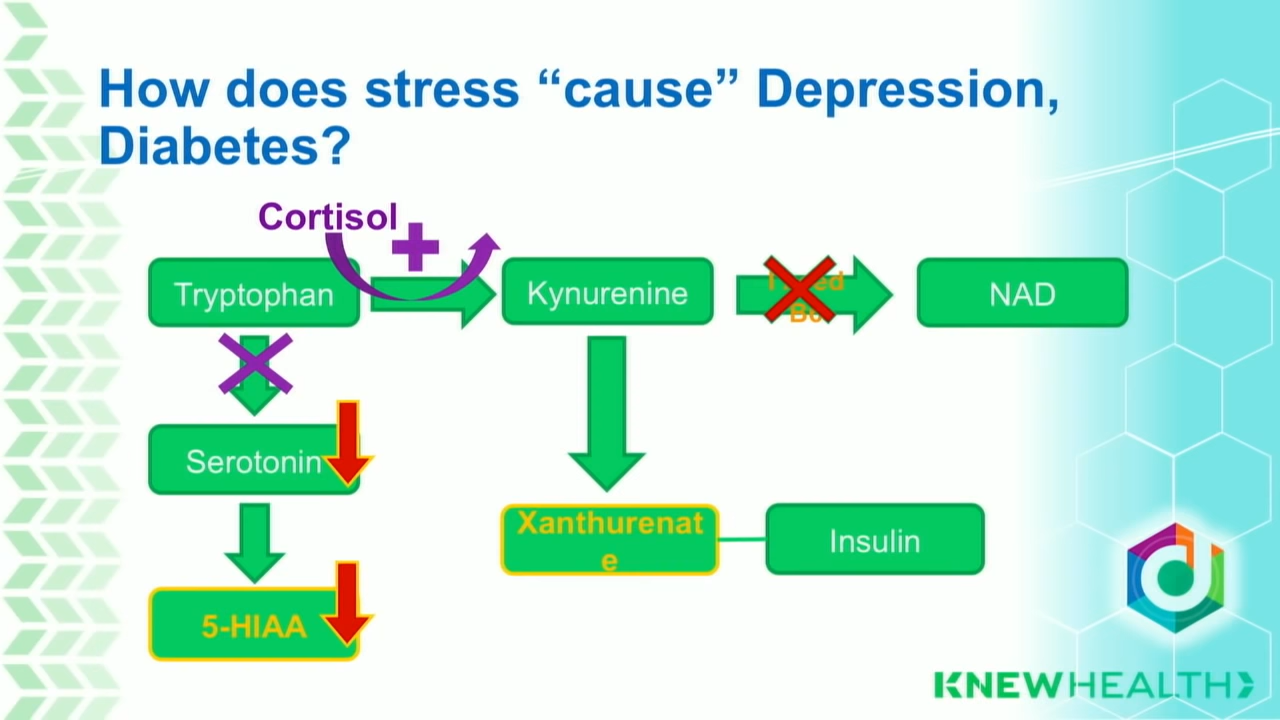 How does stress “cause” Depression,
Diabetes?
Cortisol
Tryptophan
Kynurenine
NAD
Serotonin
Xanthurenat
e
Insulin
5-HIAA
KNEWHEALTH